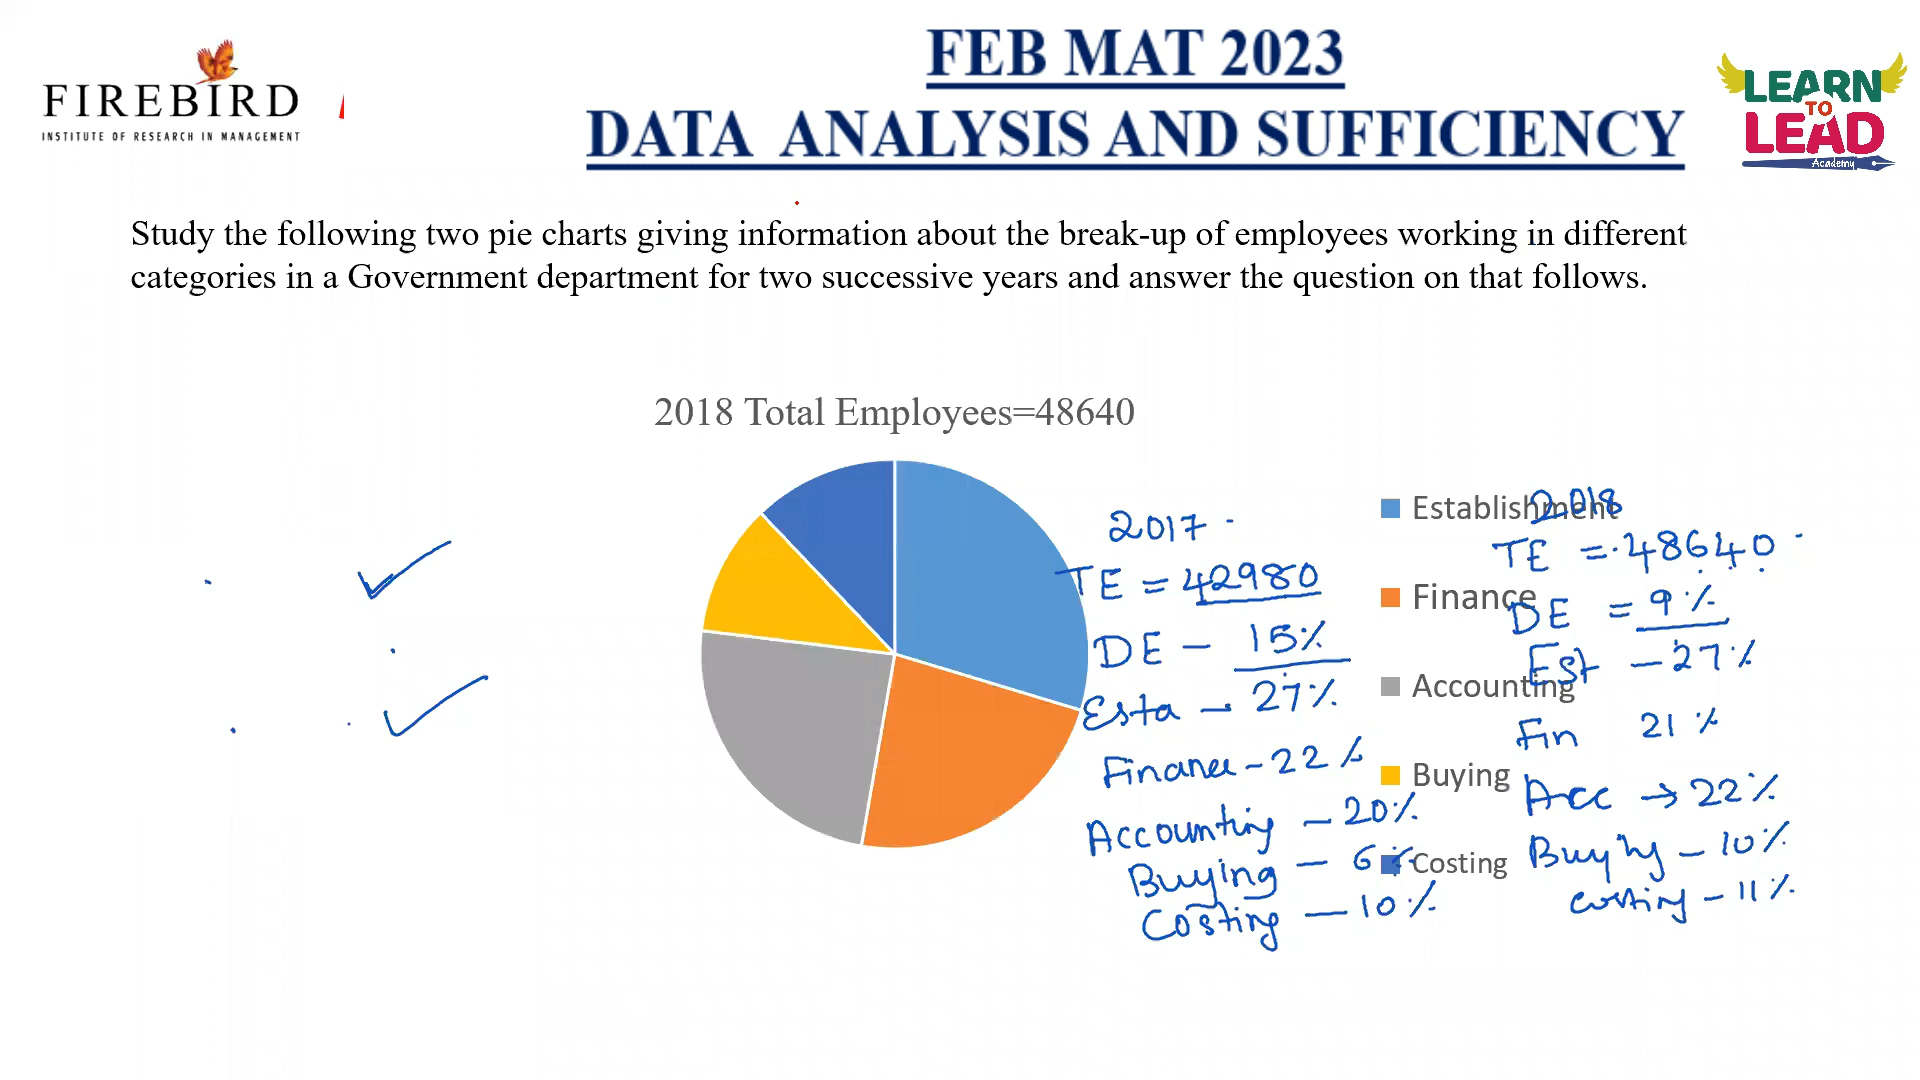 FIREBIRD
INSTITUTE OF RESEARCH IN MANAGEMENT
FEB MAT 2023
DATA ANALYSIS AND SUFFICIENCY
LEARN
TO
LEAD
Academy
Study the following two pie charts giving information about the break-up of employees working in different
categories in a Government department for two successive years and answer the question on that follows.
2018 Total Employees=48640
Establishment
Finance
Accounting
Buying
Costing
2017
TE = 42980
DE - 15%
Esta - 27%
Finance - 22%
Accounting - 20%
Buying - 6%
Costing - 10%
2018
TE = 48640
DE = 9%
Est - 27%
Fin 21%
Acc → 22%
Buying - 10%
costing - 11%